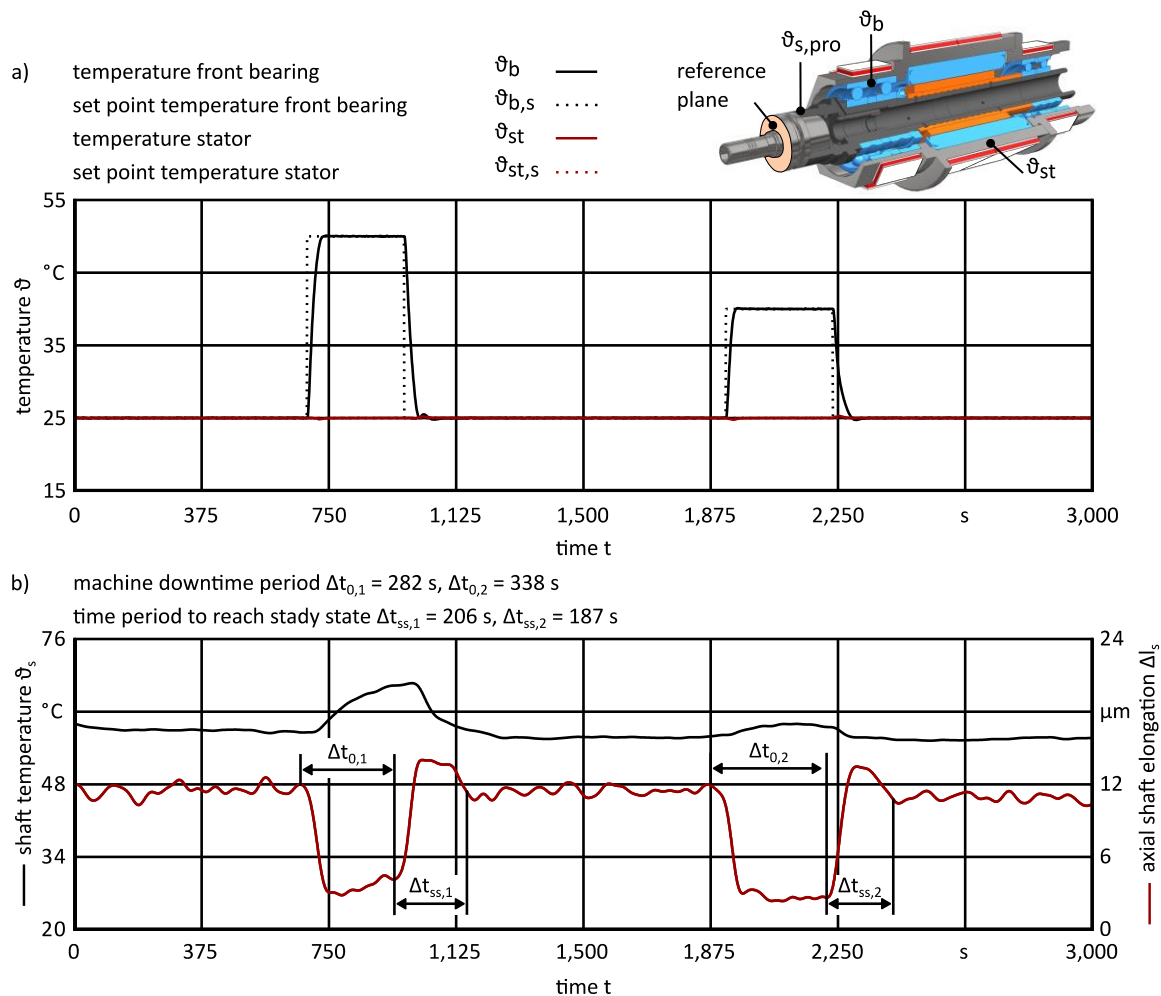 a)
temperature front bearing ϑb
set point temperature front bearing ϑb,s
temperature stator ϑst
set point temperature stator ϑst,s
reference
plane
ϑs,pro
ϑb
ϑst
temperature ϑ
55
°C
35
25
15
0 375 750 1,125 1,500 1,875 2,250 s 3,000
time t
b) machine downtime period Δt0,1 = 282 s, Δt0,2 = 338 s
time period to reach stady state Δtss,1 = 206 s, Δtss,2 = 187 s
shaft temperature ϑs
76
°C
48
34
20
Δt0,1
Δtss,1
Δt0,2
Δtss,2
24
µm
12
6
0
axial shaft elongation Δls
0 375 750 1,125 1,500 1,875 2,250 s 3,000
time t